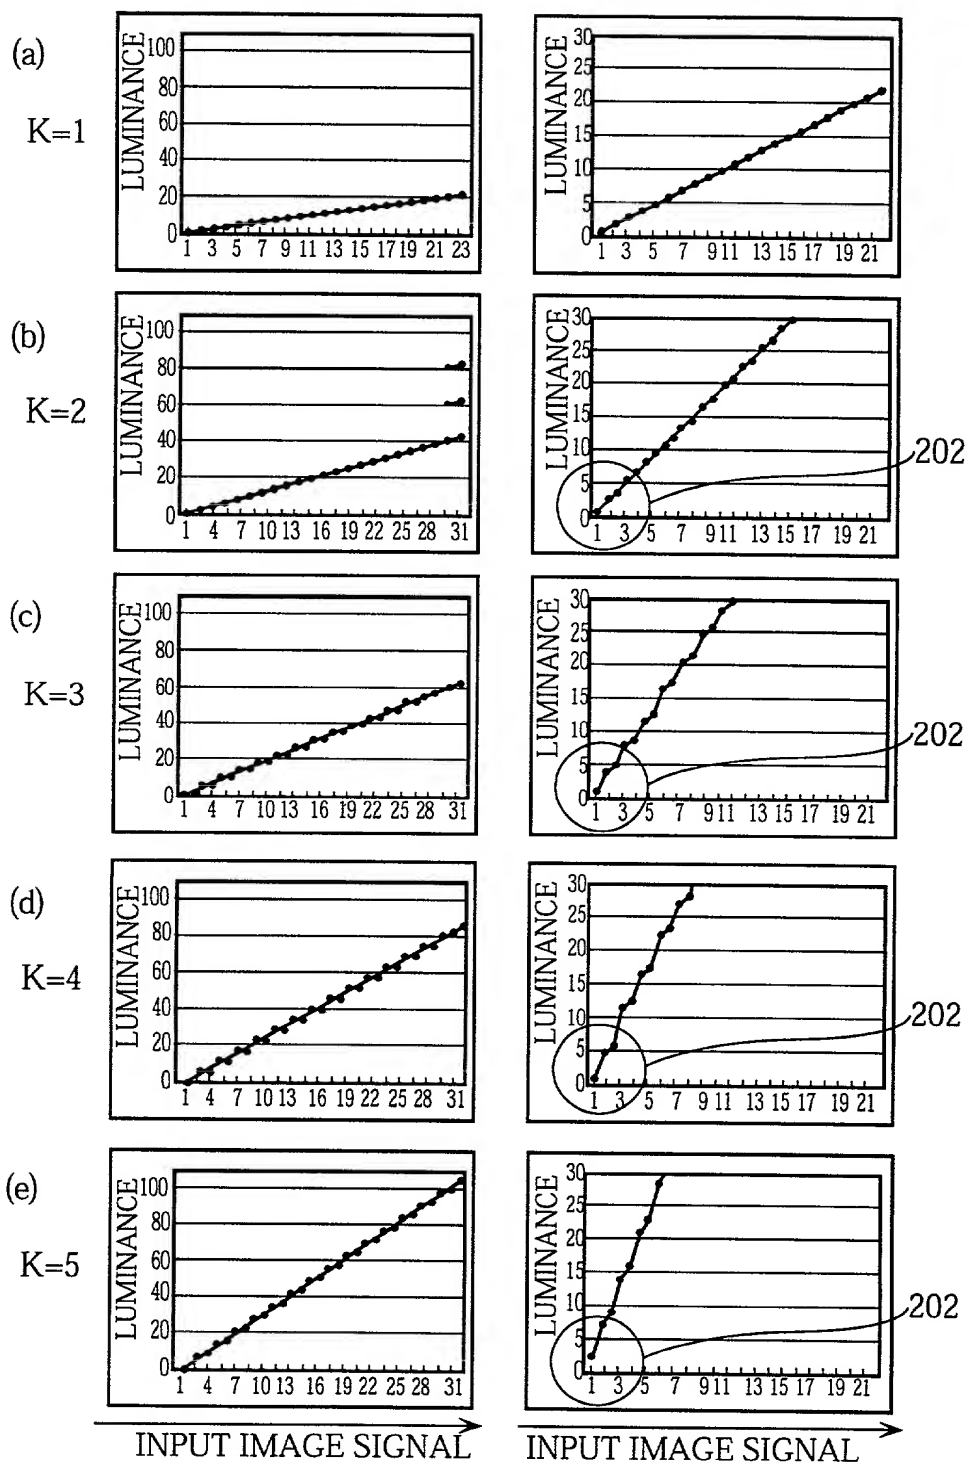 (a)
K=1
LUMINANCE
100
80
60
40
20
0
1 3 5 7 9 11 13 15 17 19 21 23
LUMINANCE
30
25
20
15
10
5
0
1 3 5 7 9 11 13 15 17 19 21
(b)
K=2
LUMINANCE
100
80
60
40
20
0
1 4 7 10 13 16 19 22 25 28 31
LUMINANCE
30
25
20
15
10
5
0
1 3 5 7 9 11 13 15 17 19 21
202
(c)
K=3
LUMINANCE
100
80
60
40
20
0
1 4 7 10 13 16 19 22 25 28 31
LUMINANCE
30
25
20
15
10
5
0
1 3 5 7 9 11 13 15 17 19 21
202
(d)
K=4
LUMINANCE
100
80
60
40
20
0
1 4 7 10 13 16 19 22 25 28 31
LUMINANCE
30
25
20
15
10
5
0
1 3 5 7 9 11 13 15 17 19 21
202
(e)
K=5
LUMINANCE
100
80
60
40
20
0
1 4 7 10 13 16 19 22 25 28 31
LUMINANCE
30
25
20
15
10
5
0
1 3 5 7 9 11 13 15 17 19 21
202
INPUT IMAGE SIGNAL
INPUT IMAGE SIGNAL